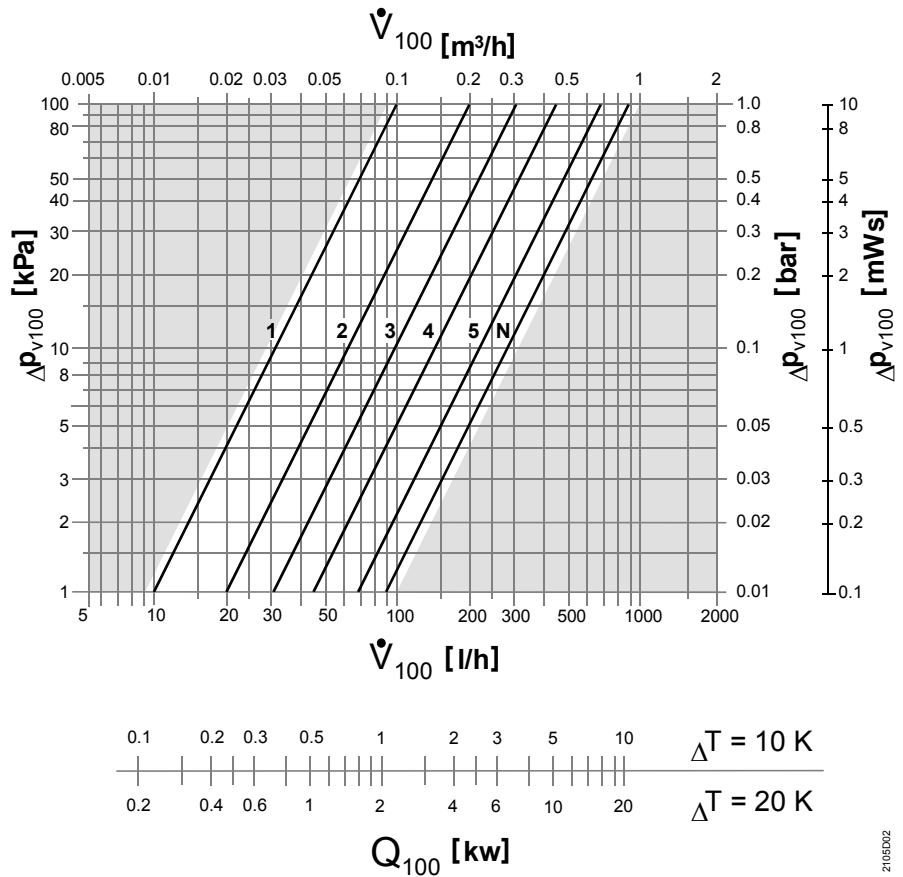 V̇100 [m³/h]
0.005 0.01 0.02 0.03 0.05 0.1 0.2 0.3 0.5 1 2
100 1.0 10
80 0.8 8
50 0.5 5
40 0.4 4
30 0.3 3
20 0.2 2
1 2 3 4 5 N
10 0.1 1
8
5 0.05 0.5
3 0.03 0.3
2 0.02 0.2
1 0.01 0.1
Δpv100 [kPa]
Δpv100 [bar]
Δpv100 [mWs]
5 10 20 30 50 100 200 300 500 1000 2000
V̇100 [l/h]
0.1 0.2 0.3 0.5 1 2 3 5 10 ΔT = 10 K
0.2 0.4 0.6 1 2 4 6 10 20 ΔT = 20 K
Q100 [kw]
2105D02